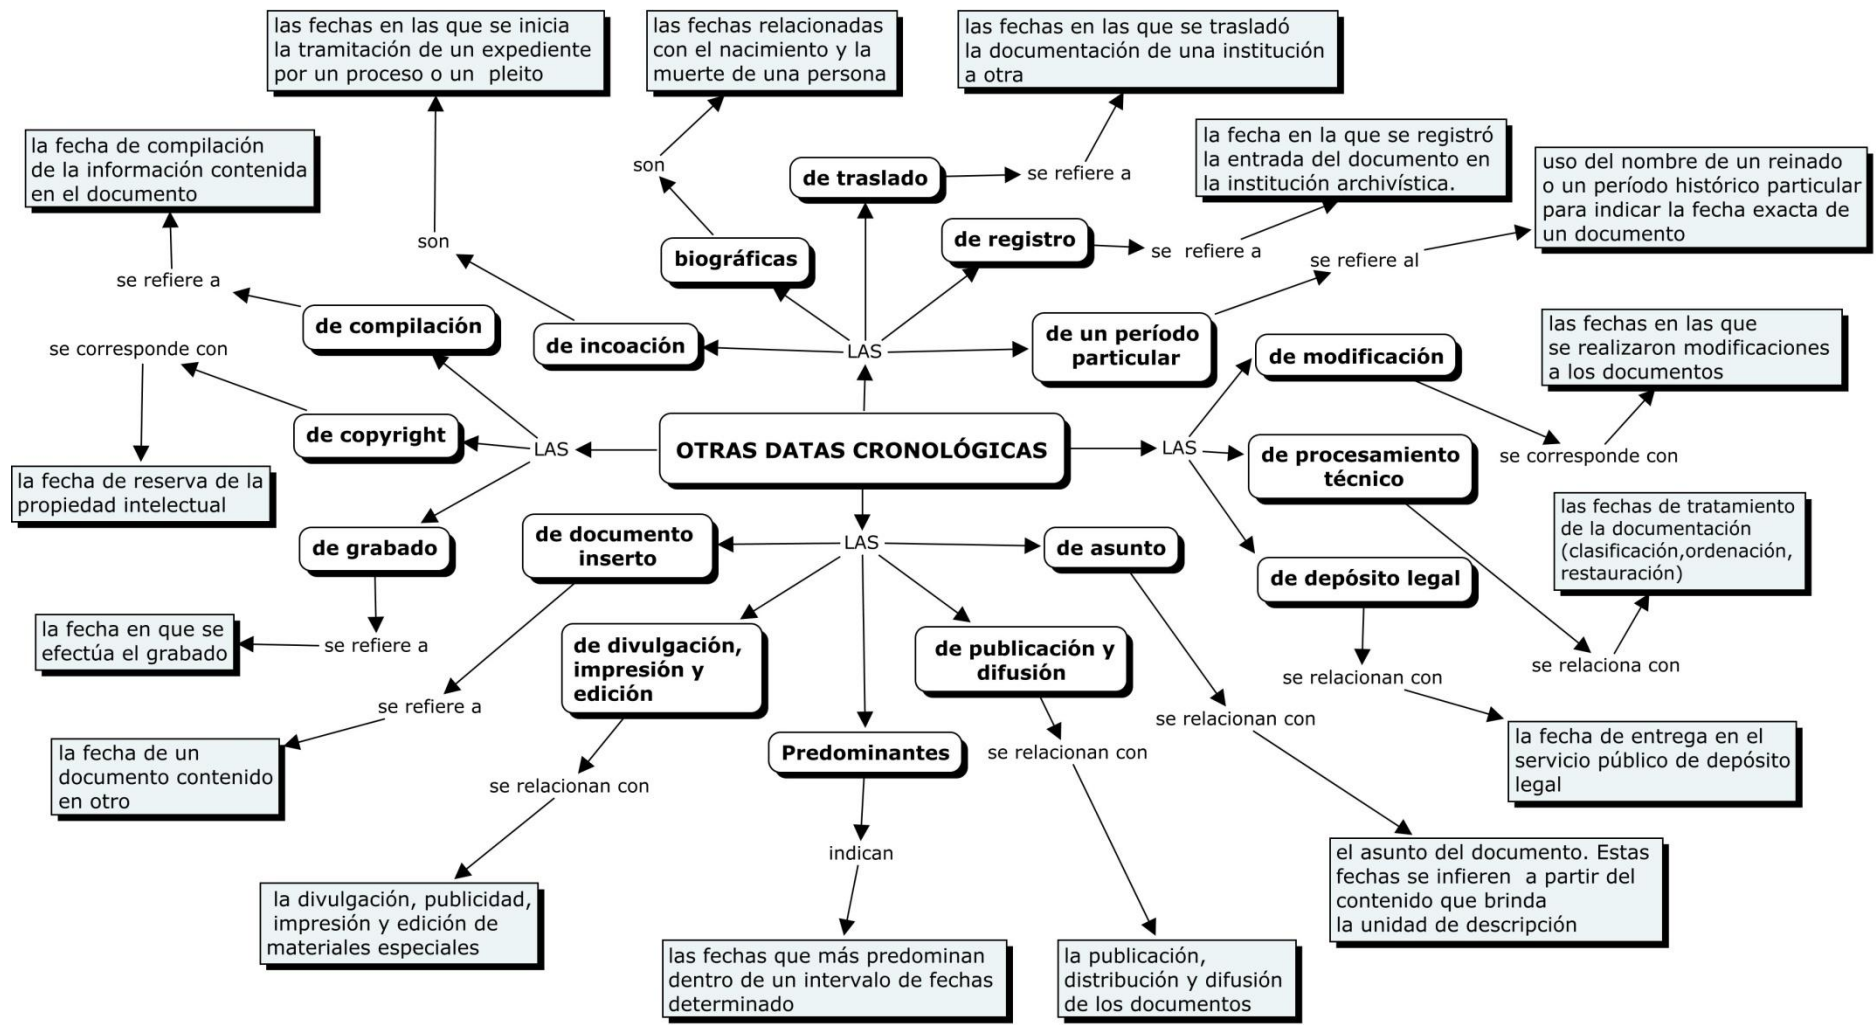 las fechas en las que se inicia
la tramitación de un expediente
por un proceso o un pleito
las fechas relacionadas
con el nacimiento y la
muerte de una persona
las fechas en las que se trasladó
la documentación de una institución
a otra
la fecha de compilación
de la información contenida
en el documento
la fecha en la que se registró
la entrada del documento en
la institución archivística.
uso del nombre de un reinado
o un período histórico particular
para indicar la fecha exacta de
un documento
son
de traslado
se refiere a
son
biográficas
de registro
se refiere a
se refiere al
se refiere a
de compilación
de incoación
LAS
de un período
particular
de modificación
las fechas en las que
se realizaron modificaciones
a los documentos
se corresponde con
de copyright
LAS
OTRAS DATAS CRONOLÓGICAS
LAS
de procesamiento
técnico
se corresponde con
la fecha de reserva de la
propiedad intelectual
las fechas de tratamiento
de la documentación
(clasificación,ordenación,
restauración)
de grabado
de documento
inserto
LAS
de asunto
de depósito legal
la fecha en que se
efectúa el grabado
se refiere a
de divulgación,
impresión y
edición
de publicación y
difusión
se relacionan con
se relaciona con
se refiere a
se relacionan con
la fecha de un
documento contenido
en otro
Predominantes
se relacionan con
la fecha de entrega en el
servicio público de depósito
legal
se relacionan con
indican
el asunto del documento. Estas
fechas se infieren a partir del
contenido que brinda
la unidad de descripción
la divulgación, publicidad,
impresión y edición de
materiales especiales
las fechas que más predominan
dentro de un intervalo de fechas
determinado
la publicación,
distribución y difusión
de los documentos